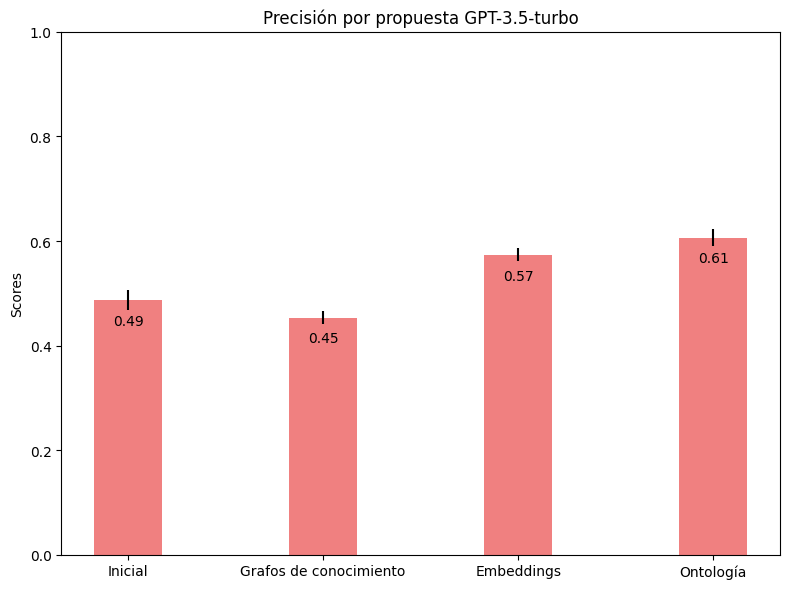 Precisión por propuesta GPT-3.5-turbo
1.0
0.8
0.6
0.4
0.2
0.0
Scores
0.49
0.45
0.57
0.61
Inicial
Grafos de conocimiento
Embeddings
Ontología